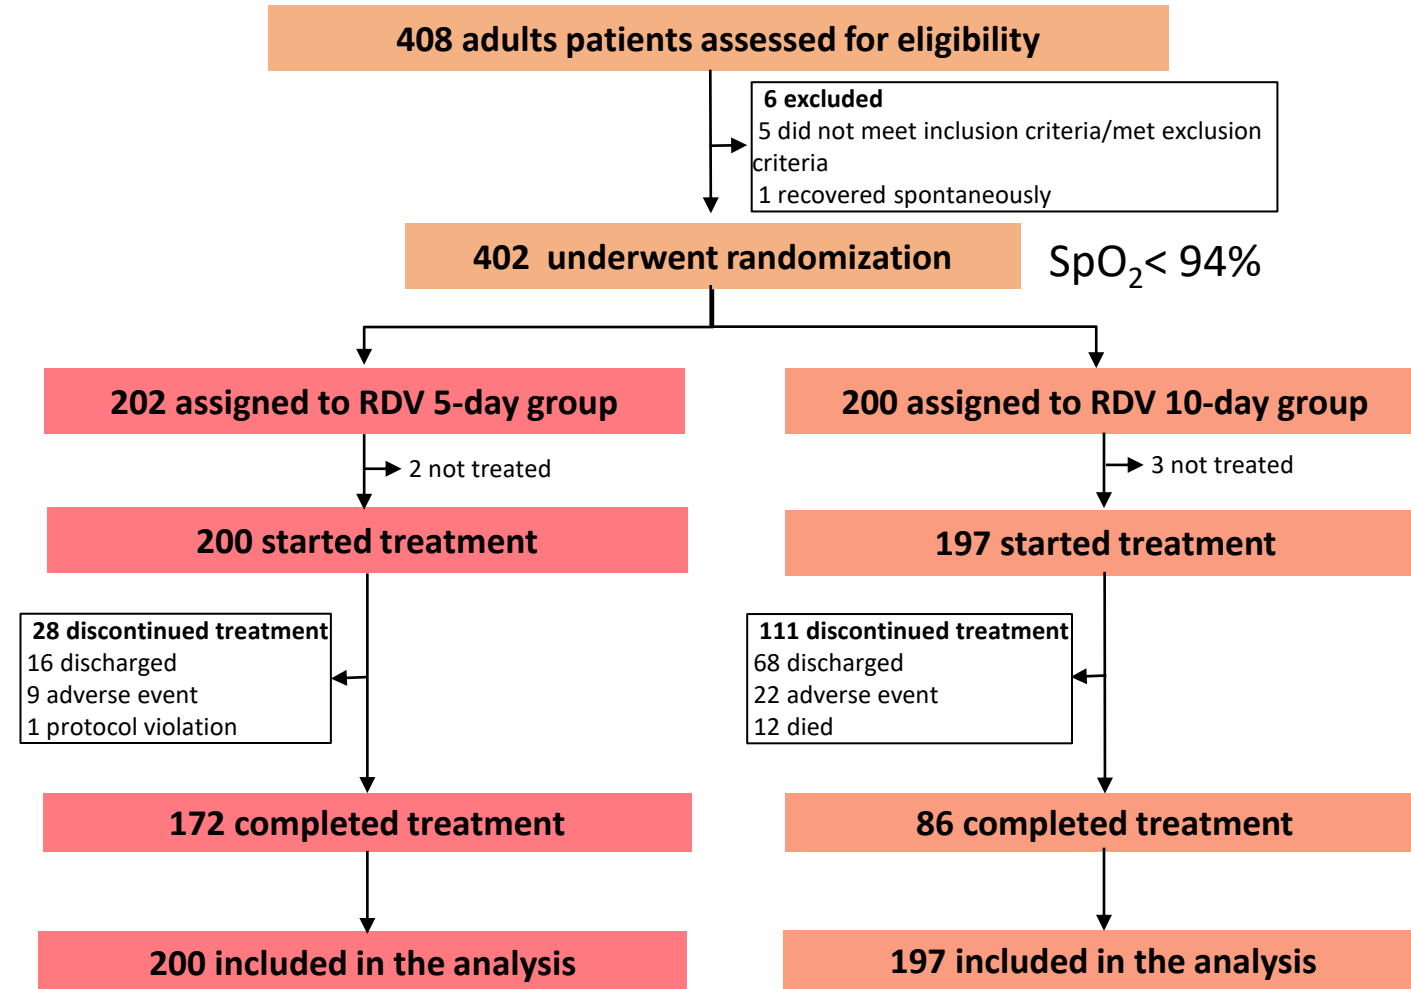 408 adults patients assessed for eligibility
6 excluded
5 did not meet inclusion criteria/met exclusion
criteria
1 recovered spontaneously
402 underwent randomization
SpO₂< 94%
202 assigned to RDV 5-day group
200 assigned to RDV 10-day group
2 not treated
3 not treated
200 started treatment
197 started treatment
28 discontinued treatment
16 discharged
9 adverse event
1 protocol violation
111 discontinued treatment
68 discharged
22 adverse event
12 died
172 completed treatment
86 completed treatment
200 included in the analysis
197 included in the analysis